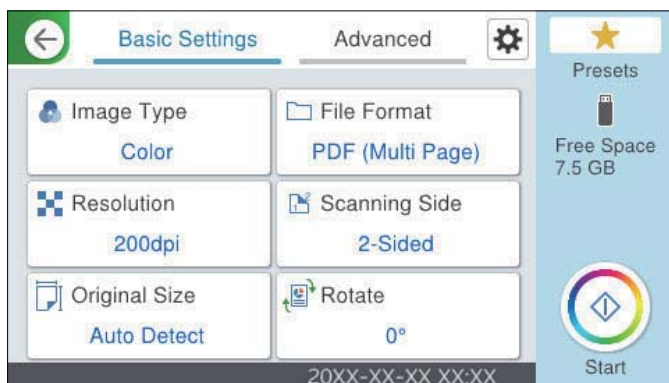 Basic Settings
Advanced
Presets
Image Type
Color
File Format
PDF (Multi Page)
Free Space
7.5 GB
Resolution
200dpi
Scanning Side
2-Sided
Original Size
Auto Detect
Rotate
0°
Start
20XX-XX-XX XX:XX